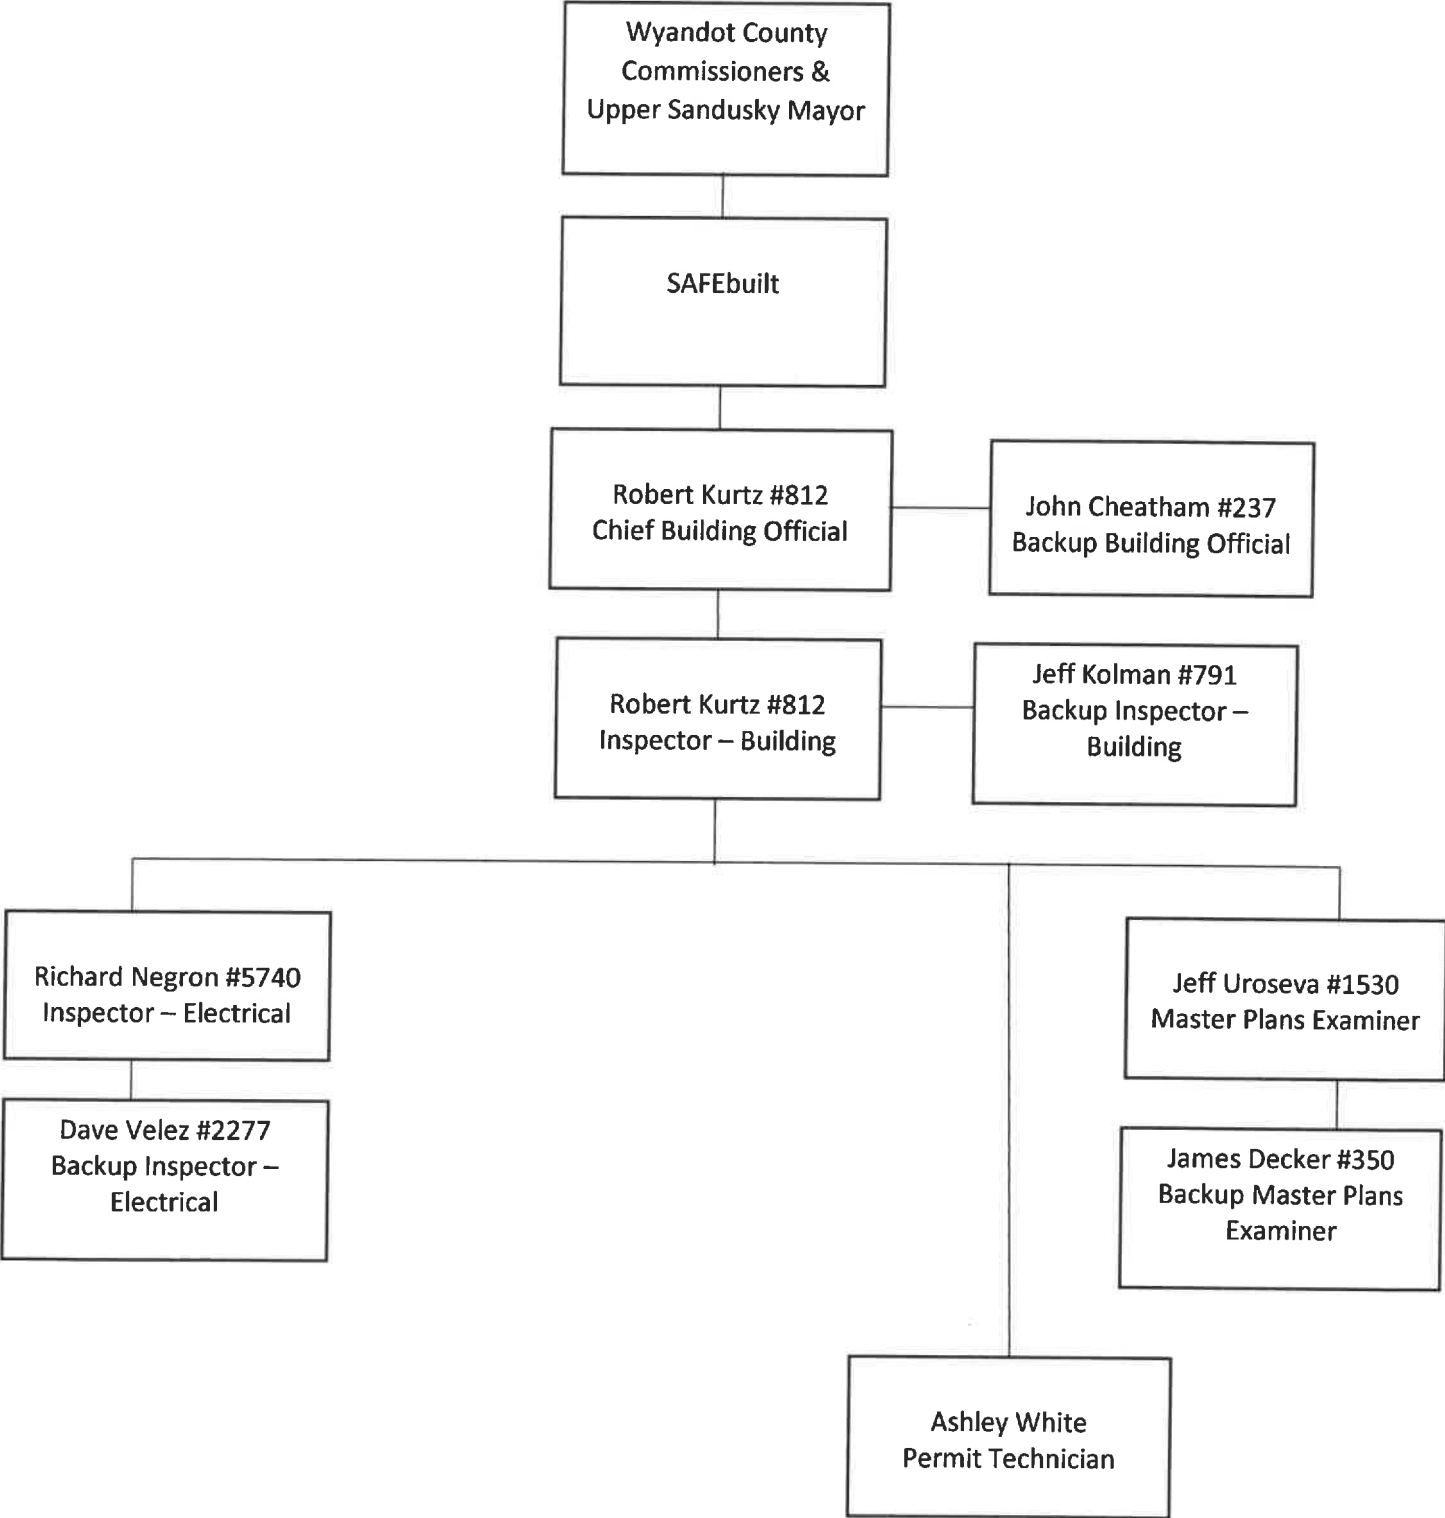 Wyandot County
Commissioners &
Upper Sandusky Mayor
SAFEbuilt
Robert Kurtz #812
Chief Building Official
John Cheatham #237
Backup Building Official
Robert Kurtz #812
Inspector – Building
Jeff Kolman #791
Backup Inspector –
Building
Richard Negron #5740
Inspector – Electrical
Jeff Uroseva #1530
Master Plans Examiner
Dave Velez #2277
Backup Inspector –
Electrical
James Decker #350
Backup Master Plans
Examiner
Ashley White
Permit Technician